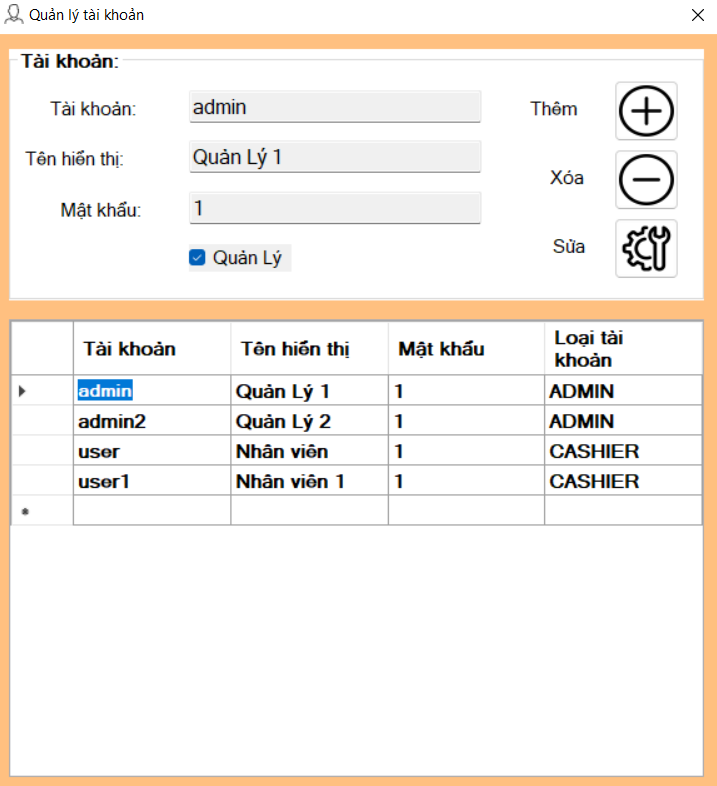 Quản lý tài khoản
Tài khoản:
Tài khoản: admin Thêm
Tên hiển thị: Quản Lý 1
Xóa
Mật khẩu: 1
Sửa
Quản Lý
Tài khoản Tên hiển thị Mật khẩu Loại tài khoản
admin Quản Lý 1 1 ADMIN
admin2 Quản Lý 2 1 ADMIN
user Nhân viên 1 CASHIER
user1 Nhân viên 1 1 CASHIER